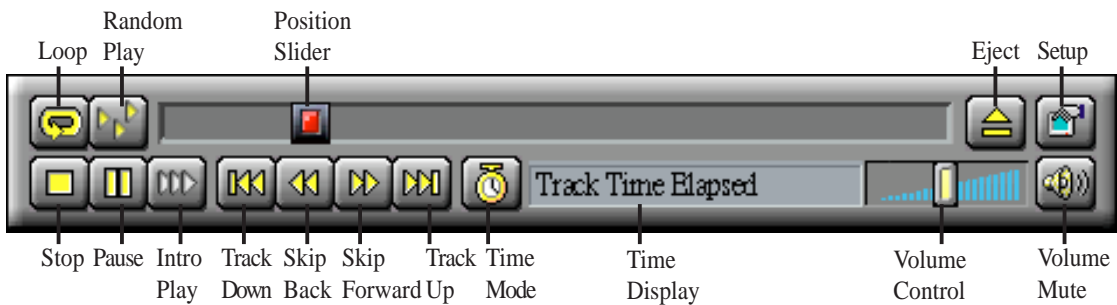 Random Position
Loop Play Slider Eject Setup
Track Time Elapsed
Stop Pause Intro Track Skip Skip Track Time Time Volume Volume
Play Down Back Forward Up Mode Display Control Mute